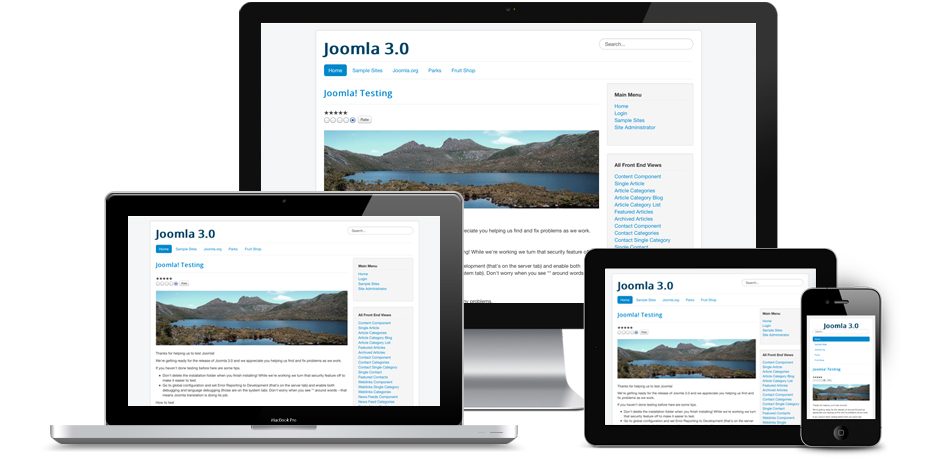 Joomla 3.0
Search...
Home Sample Sites Joomla.org Parks Fruit Shop
Joomla! Testing
★★★★★
Rate
Main Menu
Home
Login
Sample Sites
Site Administrator
All Front End Views
Content Component
Single Article
Article Categories
Article Category Blog
Article Category List
Featured Articles
Archived Articles
Contact Component
Contact Categories
Contact Single Category
eciate you helping us find and fix problems as we work.
ng! While we're working we turn that security feature of
elopment (that's on the server tab) and enable both
stem tab). Don't worry when you see "" around words
ny problems.
Joomla 3.0
Search...
Home Sample Sites Joomla.org Parks Fruit Shop
Joomla! Testing
★★★★★
Rate
Thanks for helping us to test Joomla!
We're getting ready for the release of Joomla 3.0 and we appreciate you helping us find and fix problems as we work.
If you haven't done testing before here are some tips.
• Don't delete the installation folder when you finish installing! While we're working we turn that security feature off to
make it easier to test.
• Go to global configuration and set Error Reporting to Development (that's on the server tab) and enable both
debugging and language debugging (those are on the system tab). Don't worry when you see "" around words --that
means Joomla translation is doing its job.
How to test
Main Menu
Home
Login
Sample Sites
Site Administrator
All Front End Views
Content Component
Single Article
Article Categories
Article Category Blog
Article Category List
Featured Articles
Archived Articles
Contact Component
Contact Categories
Contact Single Category
Single Contact
Featured Contacts
Weblinks Component
Weblinks Single Category
Weblinks Categories
News Feeds Component
News Feed Categories
MacBook Pro
Joomla 3.0
Search...
Home Sample Sites Joomla.org Parks Fruit Shop
Joomla! Testing
★★★★★
Rate
Thanks for helping us to test Joomla!
We're getting ready for the release of Joomla 3.0 and we appreciate you helping us find and
fix problems as we work.
If you haven't done testing before here are some tips.
• Don't delete the installation folder when you finish installing! While we're working we turn
that security feature off to make it easier to test.
• Go to global configuration and set Error Reporting to Development (that's on the server
Main Menu
Home
Login
Sample Sites
Site Administrator
All Front End Views
Content Component
Single Article
Article Categories
Article Category Blog
Article Category List
Featured Articles
Archived Articles
Contact Component
Contact Categories
Contact Single Category
Single Contact
Featured Contacts
Weblinks Component
Weblinks Single
Joomla 3.0
Home
Joomla! Testing